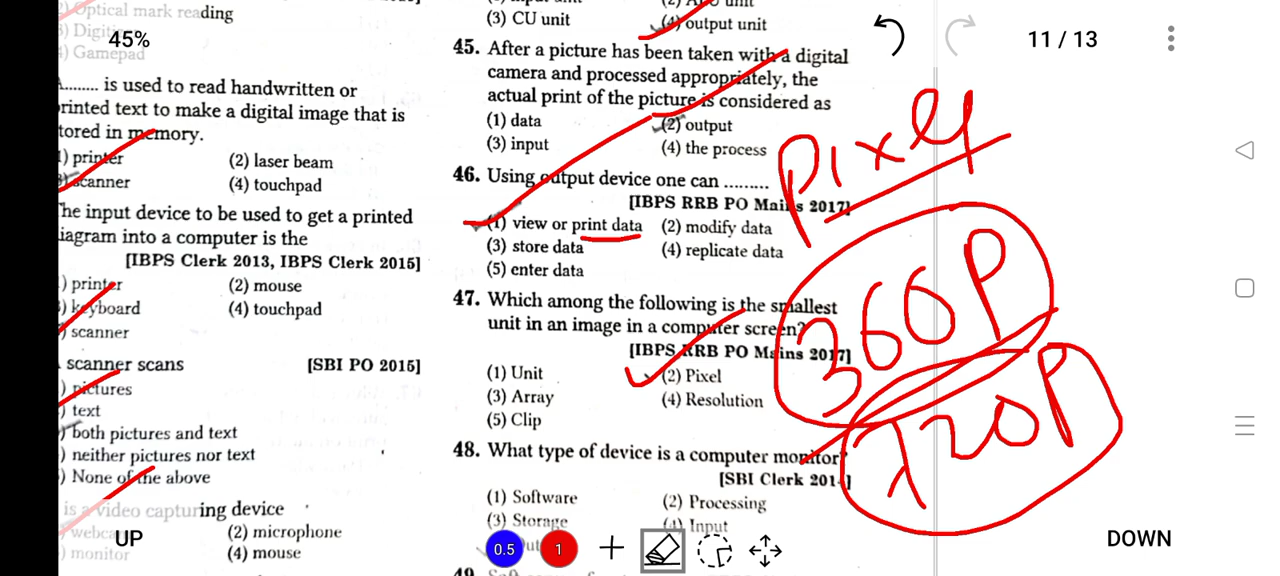 Optical mark reading
45%
) Digiti
) Gamepad
......... is used to read handwritten or
printed text to make a digital image that is
tored in memory.
) printer (2) laser beam
scanner (4) touchpad
The input device to be used to get a printed
iagram into a computer is the
[IBPS Clerk 2013, IBPS Clerk 2015]
) printer (2) mouse
) keyboard (4) touchpad
) scanner
scanner scans [SBI PO 2015]
) pictures
) text
) both pictures and text
) neither pictures nor text
) None of the above
is a video capturing device
webca (2) microphone
) monitor (4) mouse
UP
(3) CU unit (4) output unit
45. After a picture has been taken with a digital
camera and processed appropriately, the
actual print of the picture is considered as
(1) data (2) output
(3) input (4) the process
46. Using output device one can .........
[IBPS RRB PO Mains 2017]
(1) view or print data (2) modify data
(3) store data (4) replicate data
(5) enter data
47. Which among the following is the smallest
unit in an image in a computer screen?
[IBPS RRB PO Mains 2017]
(1) Unit (2) Pixel
(3) Array (4) Resolution
(5) Clip
48. What type of device is a computer monitor?
[SBI Clerk 201 ]
(1) Software (2) Processing
(3) Storage (4) Input
0.5 1
11 / 13
Pixel
360P
720P
DOWN